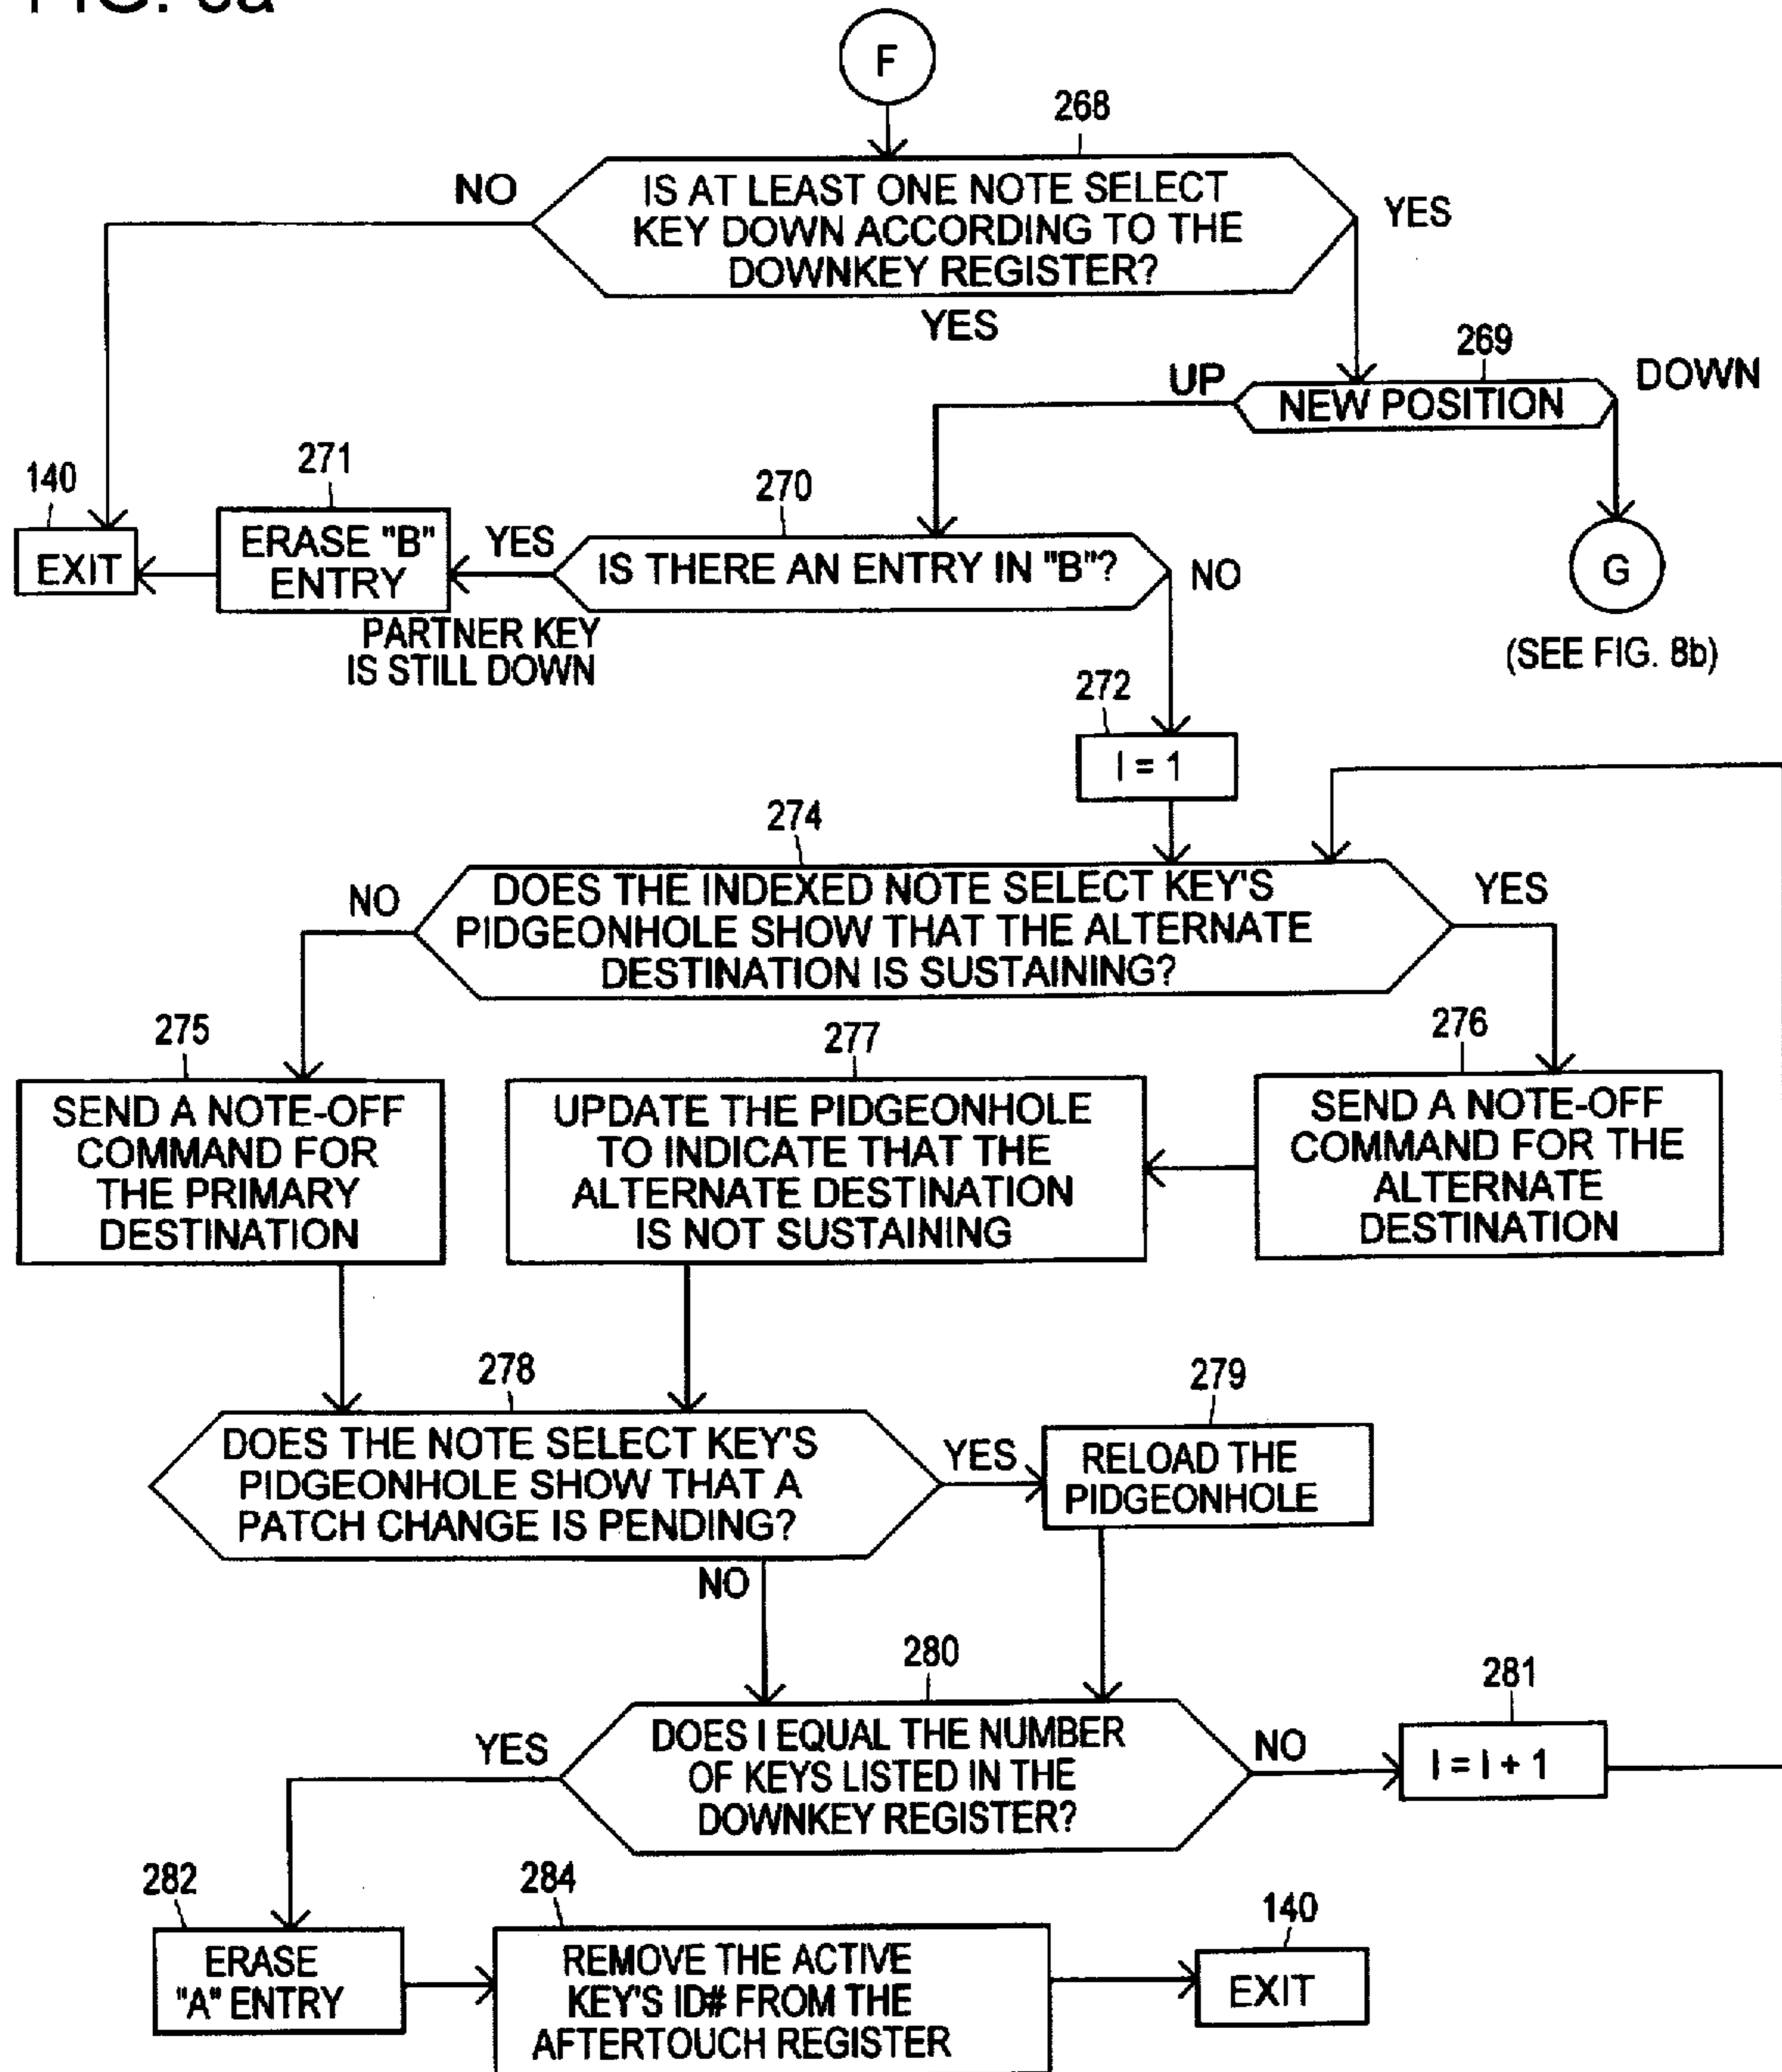 F
268
NO
IS AT LEAST ONE NOTE SELECT
KEY DOWN ACCORDING TO THE
DOWNKEY REGISTER?
YES
YES
269
UP
NEW POSITION
DOWN
140
EXIT
271
ERASE "B"
ENTRY
YES
270
IS THERE AN ENTRY IN "B"?
NO
G
PARTNER KEY
IS STILL DOWN
(SEE FIG. 8b)
272
I = 1
274
NO
DOES THE INDEXED NOTE SELECT KEY'S
PIDGEONHOLE SHOW THAT THE ALTERNATE
DESTINATION IS SUSTAINING?
YES
275
SEND A NOTE-OFF
COMMAND FOR
THE PRIMARY
DESTINATION
277
UPDATE THE PIDGEONHOLE
TO INDICATE THAT THE
ALTERNATE DESTINATION
IS NOT SUSTAINING
276
SEND A NOTE-OFF
COMMAND FOR THE
ALTERNATE
DESTINATION
278
DOES THE NOTE SELECT KEY'S
PIDGEONHOLE SHOW THAT A
PATCH CHANGE IS PENDING?
YES
279
RELOAD THE
PIDGEONHOLE
NO
280
YES
DOES I EQUAL THE NUMBER
OF KEYS LISTED IN THE
DOWNKEY REGISTER?
NO
281
I = I + 1
282
ERASE
"A" ENTRY
284
REMOVE THE ACTIVE
KEY'S ID# FROM THE
AFTERTOUCH REGISTER
140
EXIT